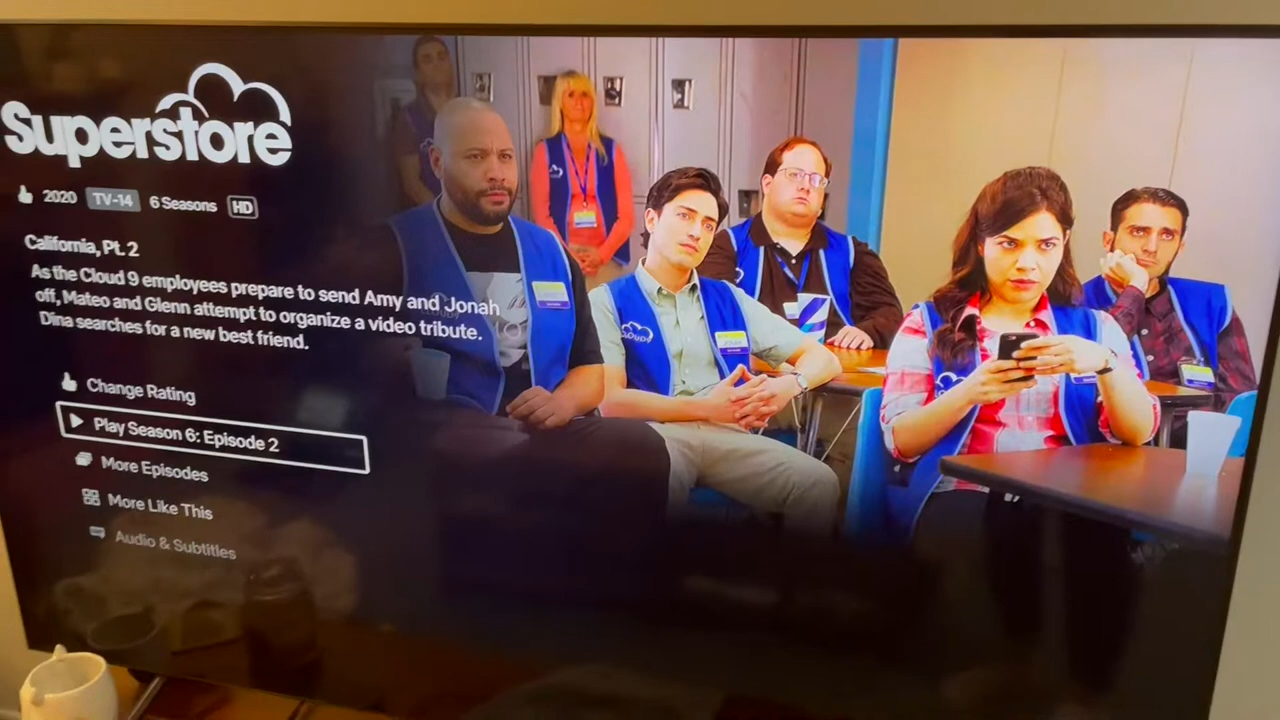 Superstore
2020 TV-14 6 Seasons HD
California, Pt. 2
As the Cloud 9 employees prepare to send Amy and Jonah
off, Mateo and Glenn attempt to organize a video tribute.
Dina searches for a new best friend.
Change Rating
Play Season 6: Episode 2
More Episodes
More Like This
Audio & Subtitles